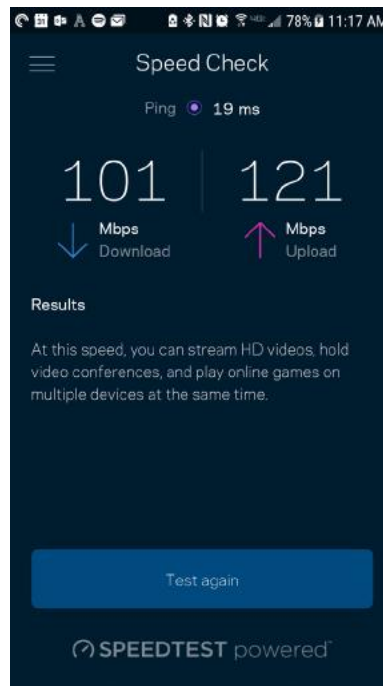 78% 11:17 AM
Speed Check
Ping 19 ms
101 121
Mbps Mbps
Download Upload
Results
At this speed, you can stream HD videos, hold
video conferences, and play online games on
multiple devices at the same time.
Test again
SPEEDTEST powered™